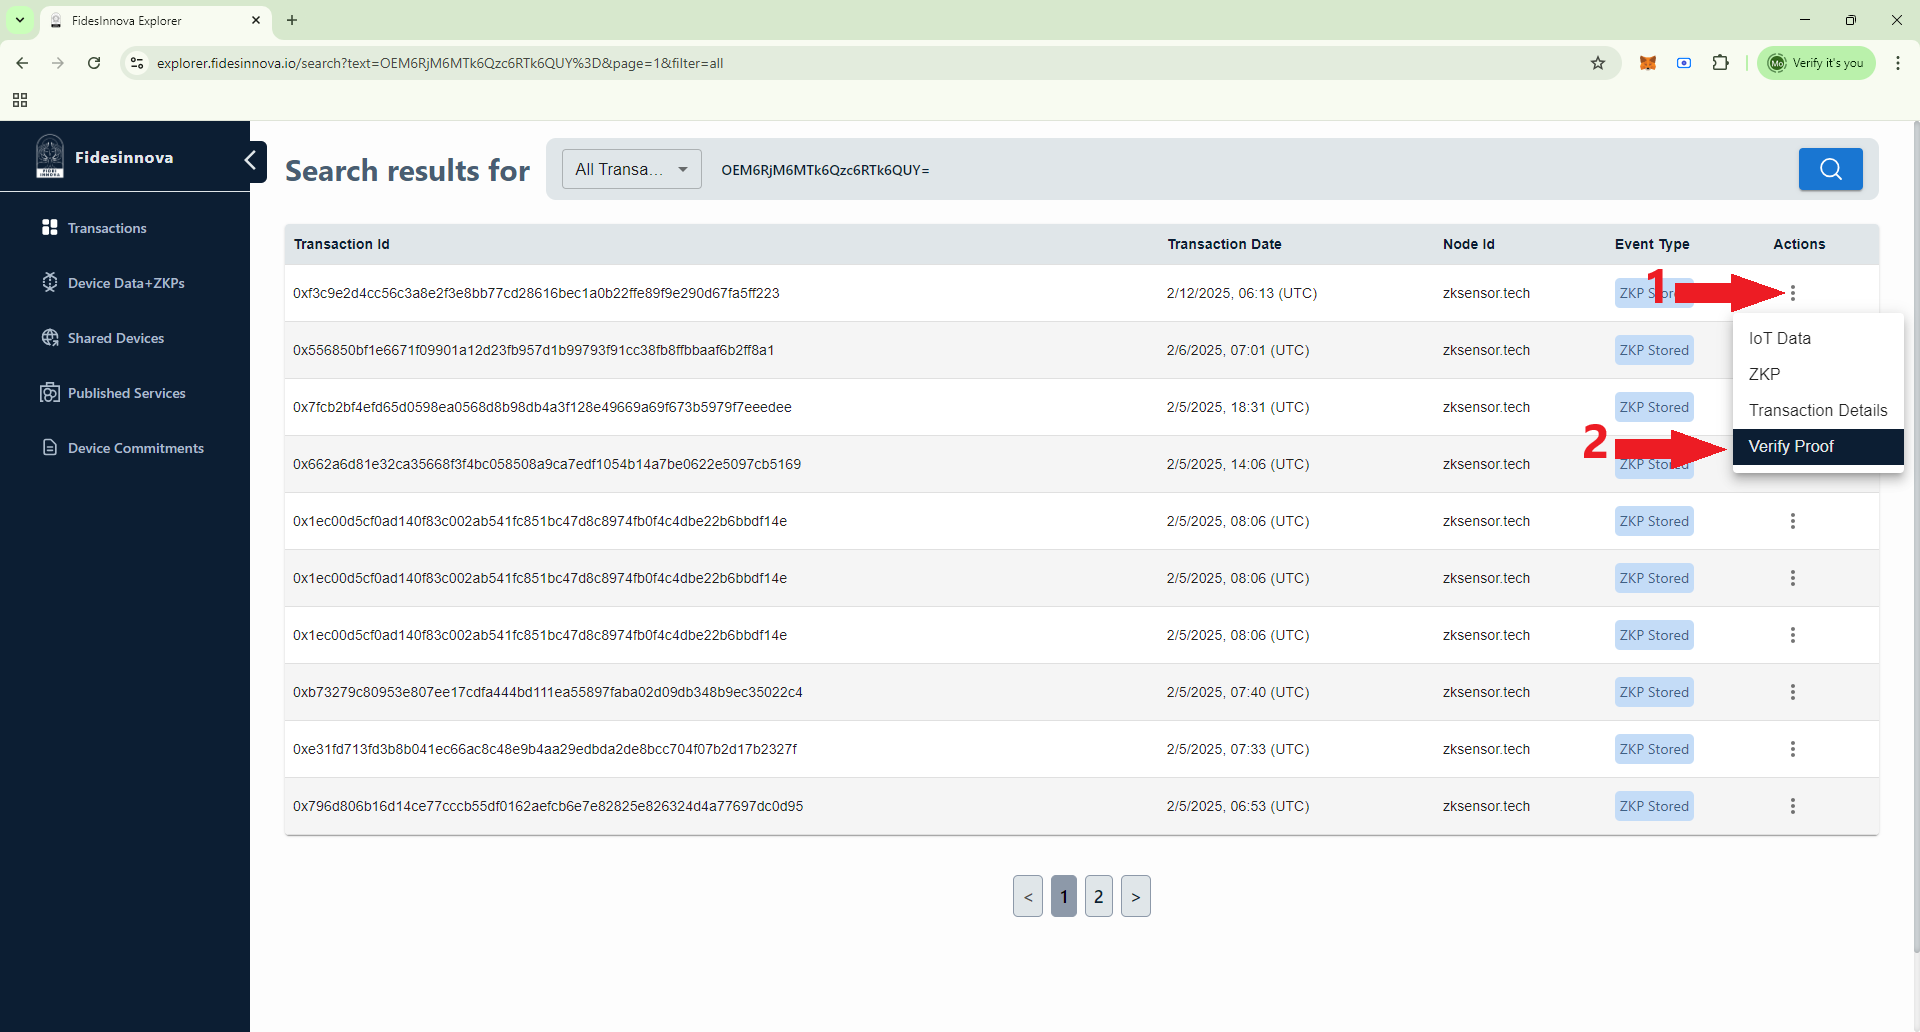 FidesInnova Explorer
explorer.fidesinnova.io/search?text=OEM6RjM6MTk6Qzc6RTk6QUY%3D&page=1&filter=all
Mo Verify it's you
Fidesinnova
Search results for
All Transa...
OEM6RjM6MTk6Qzc6RTk6QUY=
Transactions
Device Data+ZKPs
Shared Devices
Published Services
Device Commitments
Transaction Id Transaction Date Node Id Event Type Actions
0xf3c9e2d4cc56c3a8e2f3e8bb77cd28616bec1a0b22ffe89f9e290d67fa5ff223 2/12/2025, 06:13 (UTC) zksensor.tech ZKP Stored 1
0x556850bf1e6671f09901a12d23fb957d1b99793f91cc38fb8ffbbaaf6b2ff8a1 2/6/2025, 07:01 (UTC) zksensor.tech ZKP Stored
0x7fcb2bf4efd65d0598ea0568d8b98db4a3f128e49669a69f673b5979f7eeedee 2/5/2025, 18:31 (UTC) zksensor.tech ZKP Stored
0x662a6d81e32ca35668f3f4bc058508a9ca7edf1054b14a7be0622e5097cb5169 2/5/2025, 14:06 (UTC) zksensor.tech ZKP Stored
0x1ec00d5cf0ad140f83c002ab541fc851bc47d8c8974fb0f4c4dbe22b6bbdf14e 2/5/2025, 08:06 (UTC) zksensor.tech ZKP Stored
0x1ec00d5cf0ad140f83c002ab541fc851bc47d8c8974fb0f4c4dbe22b6bbdf14e 2/5/2025, 08:06 (UTC) zksensor.tech ZKP Stored
0x1ec00d5cf0ad140f83c002ab541fc851bc47d8c8974fb0f4c4dbe22b6bbdf14e 2/5/2025, 08:06 (UTC) zksensor.tech ZKP Stored
0xb73279c80953e807ee17cdfa444bd111ea55897faba02d09db348b9ec35022c4 2/5/2025, 07:40 (UTC) zksensor.tech ZKP Stored
0xe31fd713fd3b8b041ec66ac8c48e9b4aa29edbda2de8bcc704f07b2d17b2327f 2/5/2025, 07:33 (UTC) zksensor.tech ZKP Stored
0x796d806b16d14ce77cccb55df0162aefcb6e7e82825e826324d4a77697dc0d95 2/5/2025, 06:53 (UTC) zksensor.tech ZKP Stored
IoT Data
ZKP
Transaction Details
2 Verify Proof
< 1 2 >